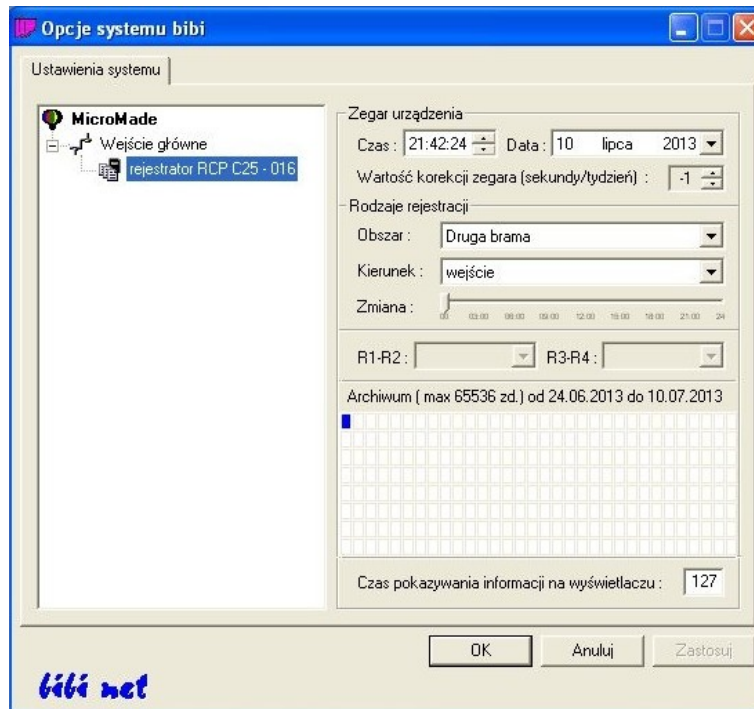 Opcje systemu bibi
Ustawienia systemu
MicroMade
Wejście główne
rejestrator RCP C25 - 016
Zegar urządzenia
Czas : 21:42:24 Data : 10 lipca 2013
Wartość korekcji zegara (sekundy/tydzień) : -1
Rodzaje rejestracji
Obszar : Druga brama
Kierunek : wejście
Zmiana :
00 03:00 06:00 09:00 12:00 15:00 18:00 21:00 24
R1-R2 : R3-R4 :
Archiwum ( max 65536 zd.) od 24.06.2013 do 10.07.2013
Czas pokazywania informacji na wyświetlaczu : 127
OK Anuluj Zastosuj
bibi net